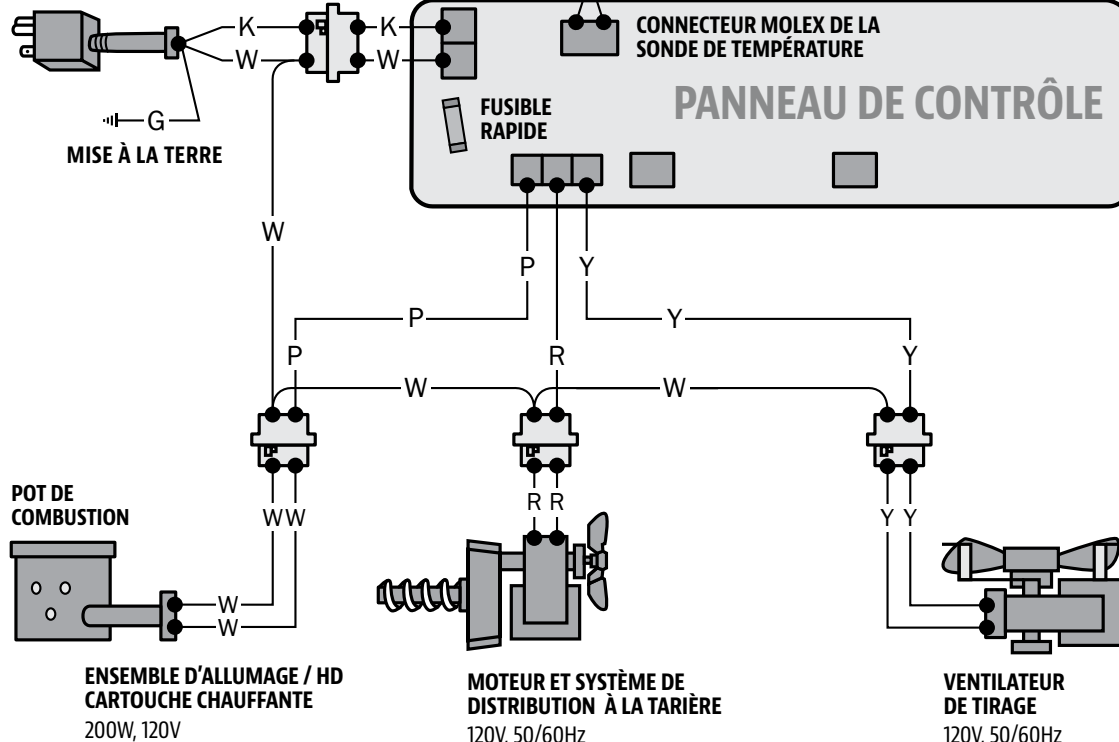 K
K
CONNECTEUR MOLEX DE LA
SONDE DE TEMPÉRATURE
W
W
PANNEAU DE CONTRÔLE
FUSIBLE
RAPIDE
G
MISE À LA TERRE
W
P
Y
P
Y
P
R
Y
W
W
POT DE
COMBUSTION
W W
R R
Y Y
W
W
ENSEMBLE D'ALLUMAGE / HD
CARTOUCHE CHAUFFANTE
200W, 120V
MOTEUR ET SYSTÈME DE
DISTRIBUTION À LA TARIÈRE
120V, 50/60Hz
VENTILATEUR
DE TIRAGE
120V, 50/60Hz